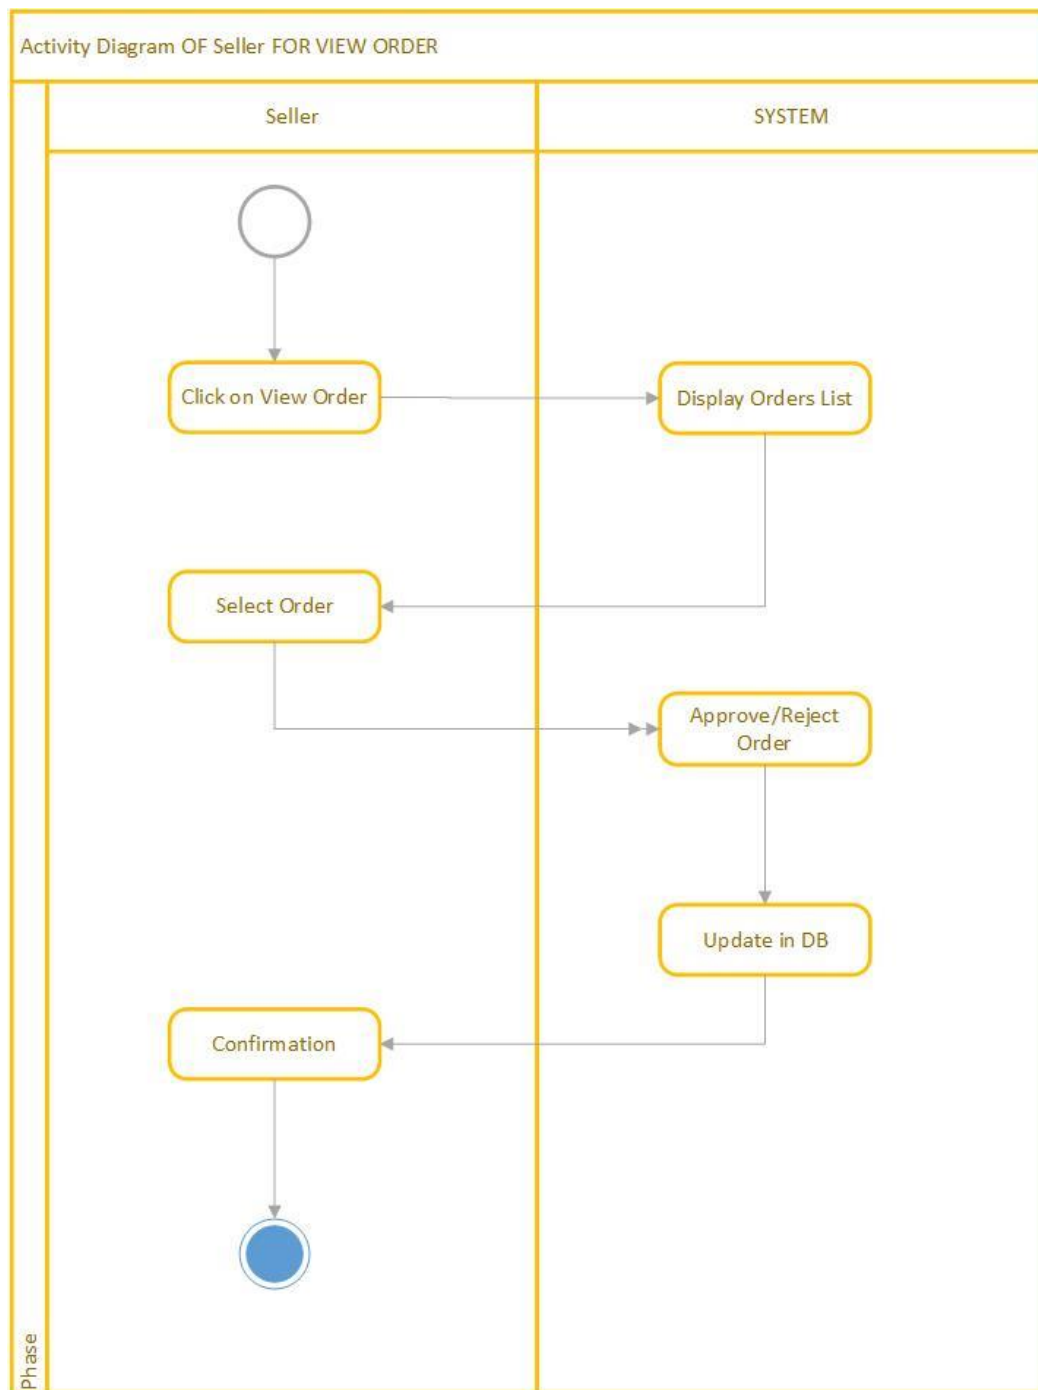 Activity Diagram OF Seller FOR VIEW ORDER
Seller
SYSTEM
Click on View Order
Display Orders List
Select Order
Approve/Reject
Order
Update in DB
Confirmation
Phase